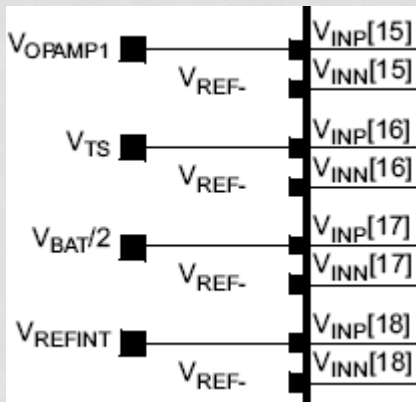 VOPAMP1 VINP[15]
VREF- VINN[15]
VTS VINP[16]
VREF- VINN[16]
VBAT/2 VINP[17]
VREF- VINN[17]
VREFINT VINP[18]
VREF- VINN[18]